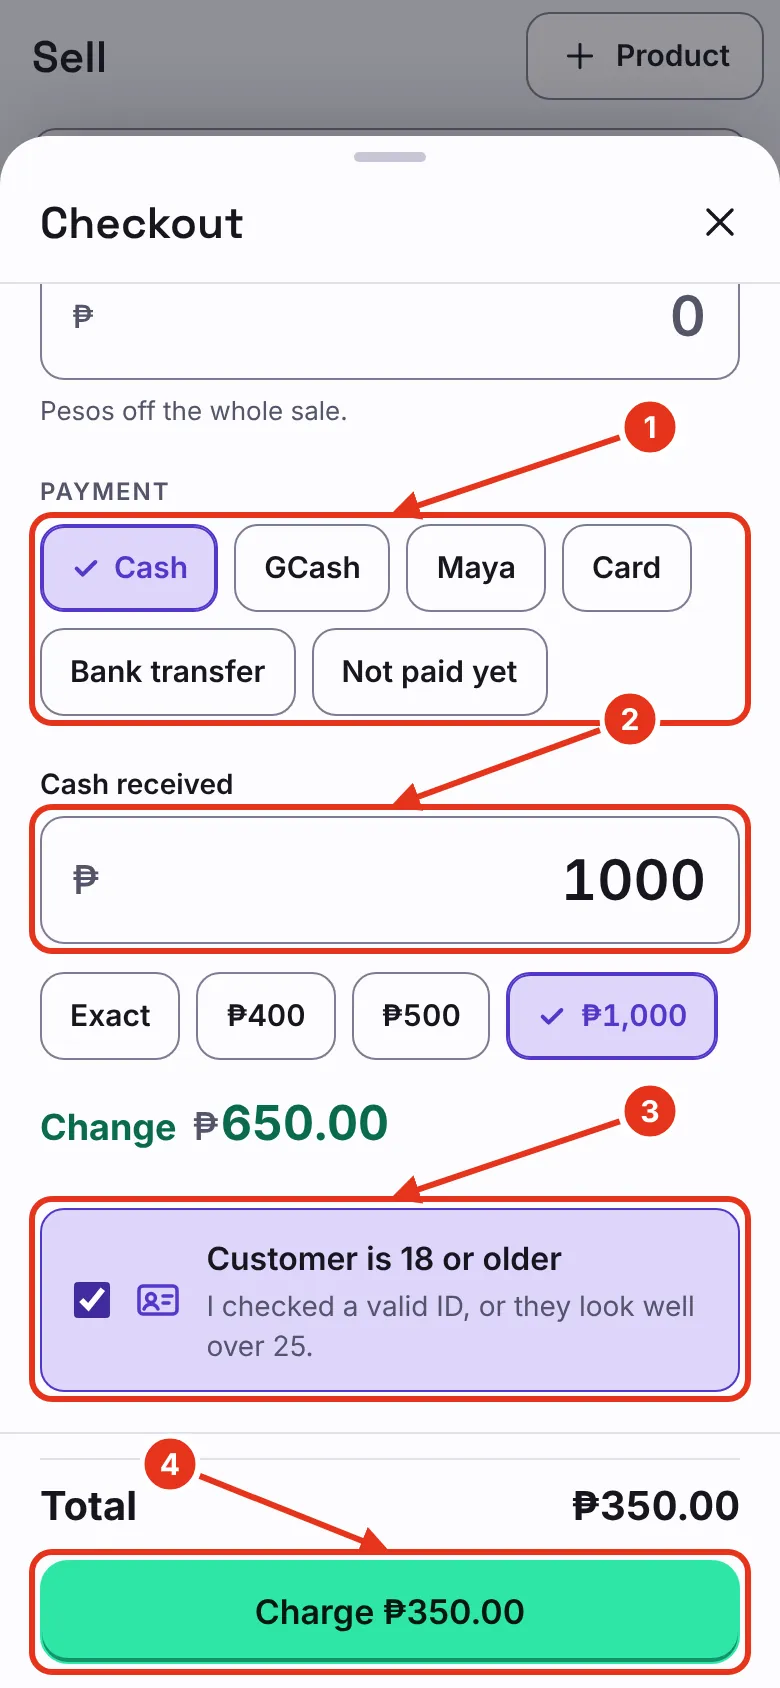 Sell
+ Product
Checkout
₱ 0
Pesos off the whole sale.
1
PAYMENT
Cash GCash Maya Card
Bank transfer Not paid yet
2
Cash received
₱ 1000
Exact ₱400 ₱500 ₱1,000
Change ₱650.00
3
Customer is 18 or older
I checked a valid ID, or they look well
over 25.
4
Total ₱350.00
Charge ₱350.00